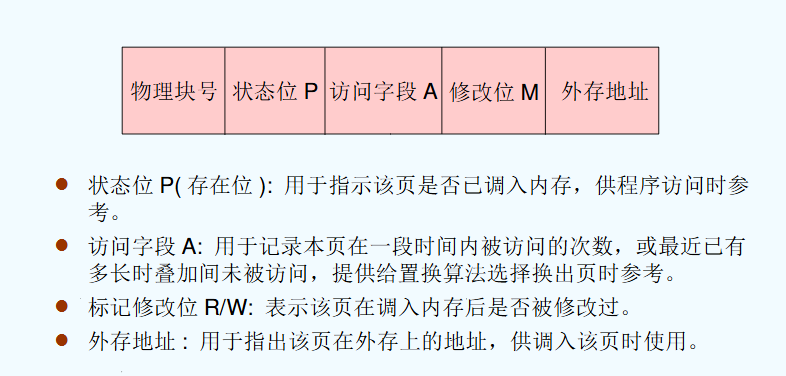 物理块号 状态位 P 访问字段 A 修改位 M 外存地址
状态位 P( 存在位 ): 用于指示该页是否已调入内存，供程序访问时参
考。
访问字段 A: 用于记录本页在一段时间内被访问的次数，或最近已有
多长时叠加间未被访问，提供给置换算法选择换出页时参考。
标记修改位 R/W: 表示该页在调入内存后是否被修改过。
外存地址 : 用于指出该页在外存上的地址，供调入该页时使用。